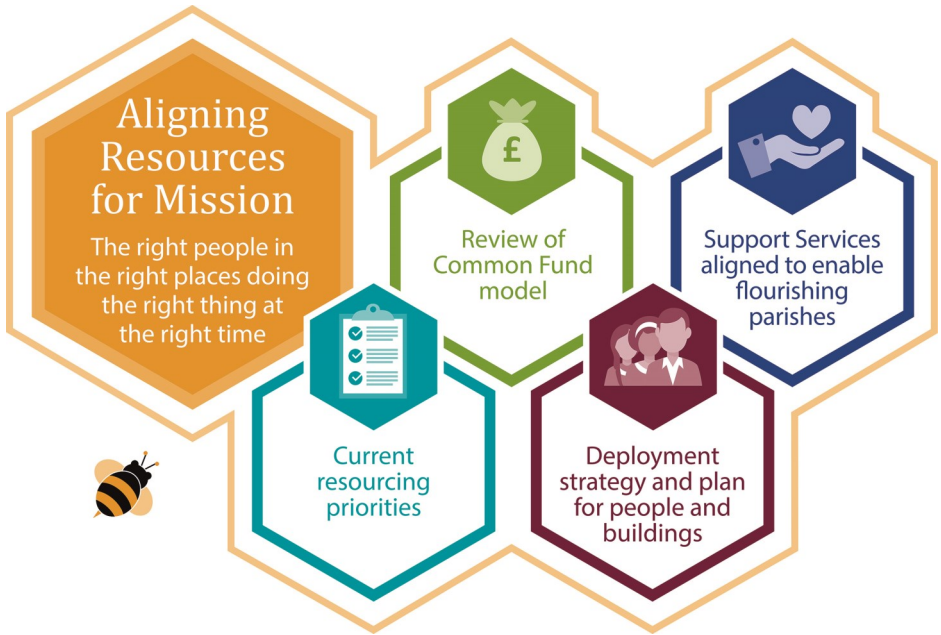 Aligning
Resources
for Mission
The right people in
the right places doing
the right thing at
the right time
£
Review of
Common Fund
model
Support Services
aligned to enable
flourishing
parishes
Current
resourcing
priorities
Deployment
strategy and plan
for people and
buildings